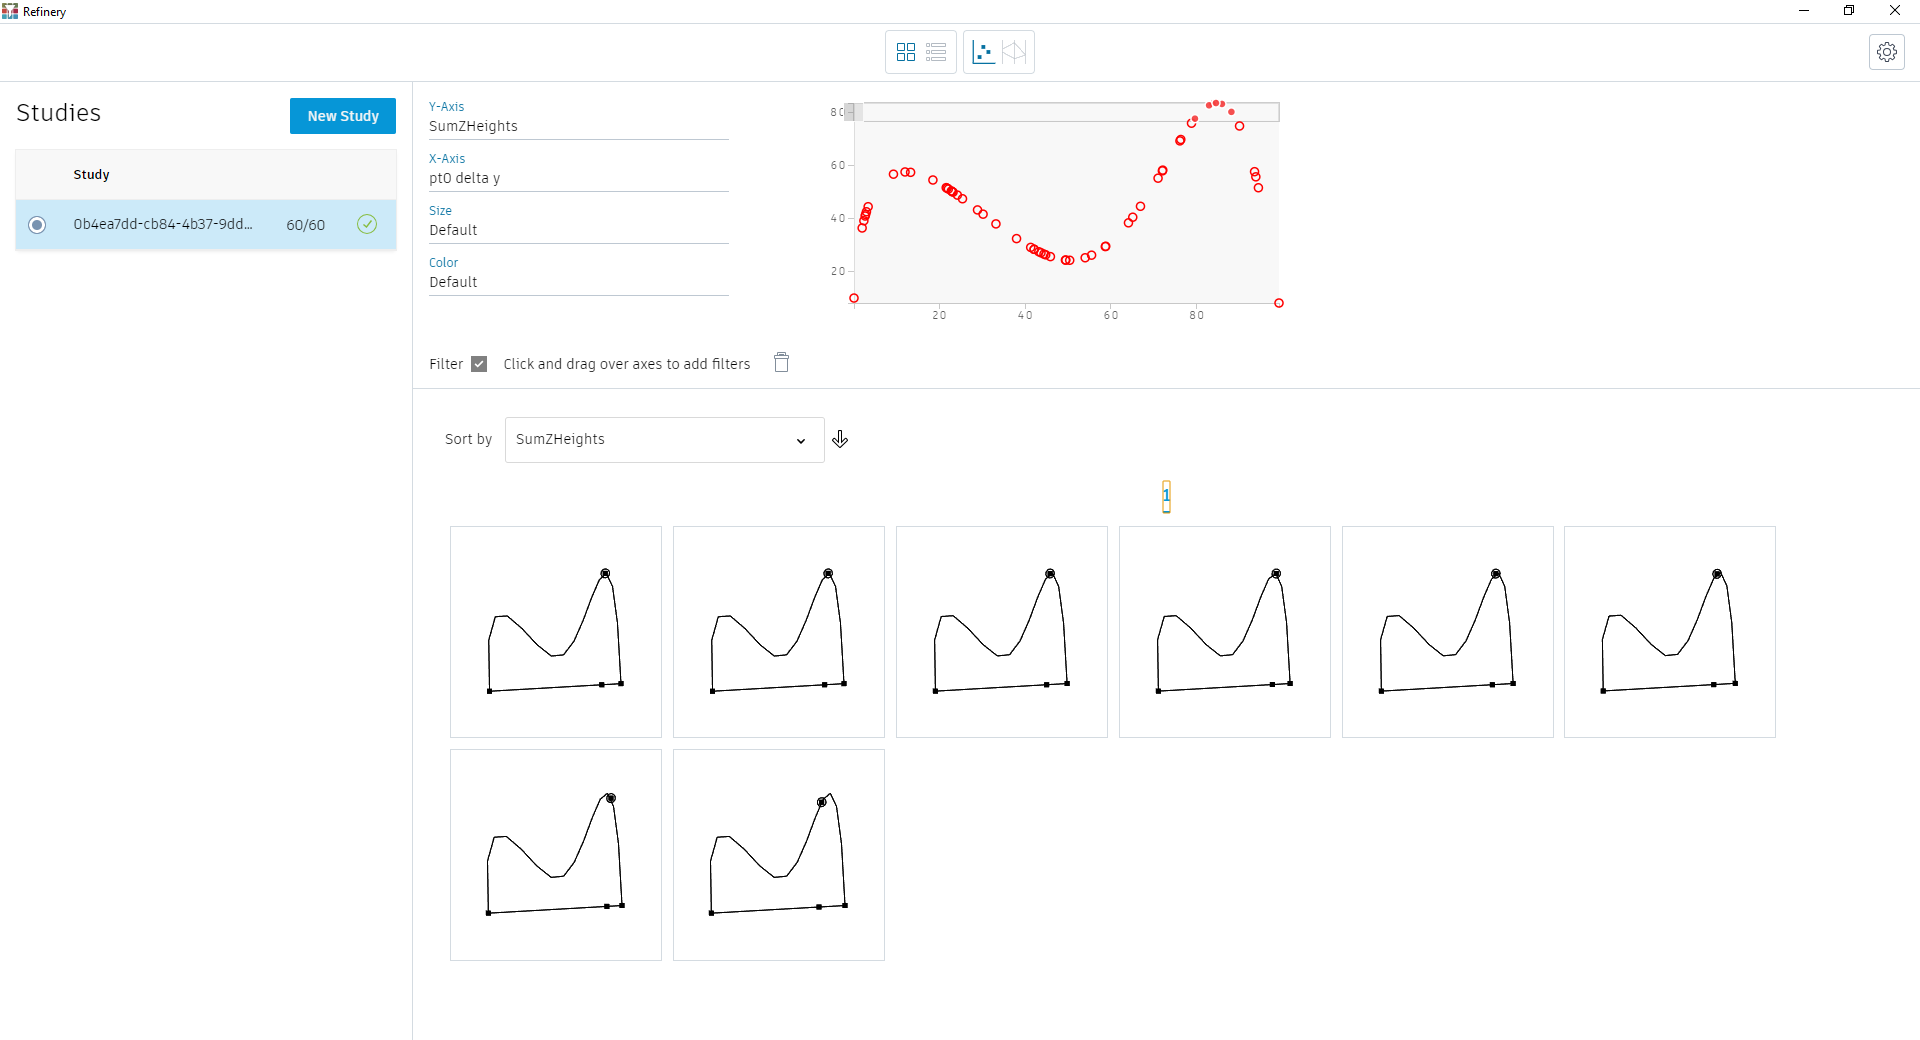 Refinery
Studies
New Study
Study
0b4ea7dd-cb84-4b37-9dd... 60/60
Y-Axis
SumZHeights
X-Axis
pt0 delta y
Size
Default
Color
Default
80
60
40
20
20 40 60 80
Filter Click and drag over axes to add filters
Sort by SumZHeights
1